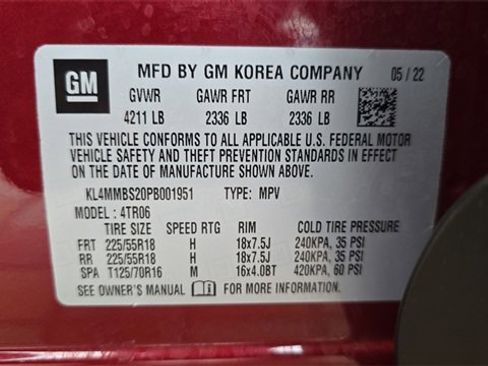 GM MFD BY GM KOREA COMPANY 05 / 22
GVWR GAWR FRT GAWR RR
4211 LB 2336 LB 2336 LB
THIS VEHICLE CONFORMS TO ALL APPLICABLE U.S. FEDERAL MOTOR
VEHICLE SAFETY AND THEFT PREVENTION STANDARDS IN EFFECT
ON THE DATE OF MANUFACTURE SHOWN ABOVE.
KL4MMBS20PB001951 TYPE: MPV
MODEL : 4TR06
TIRE SIZE SPEED RTG RIM COLD TIRE PRESSURE
FRT 225/55R18 H 18x7.5J 240KPA, 35 PSI
RR 225/55R18 H 18x7.5J 240KPA, 35 PSI
SPA T125/70R16 M 16x4.0BT 420KPA, 60 PSI
SEE OWNER'S MANUAL FOR MORE INFORMATION.